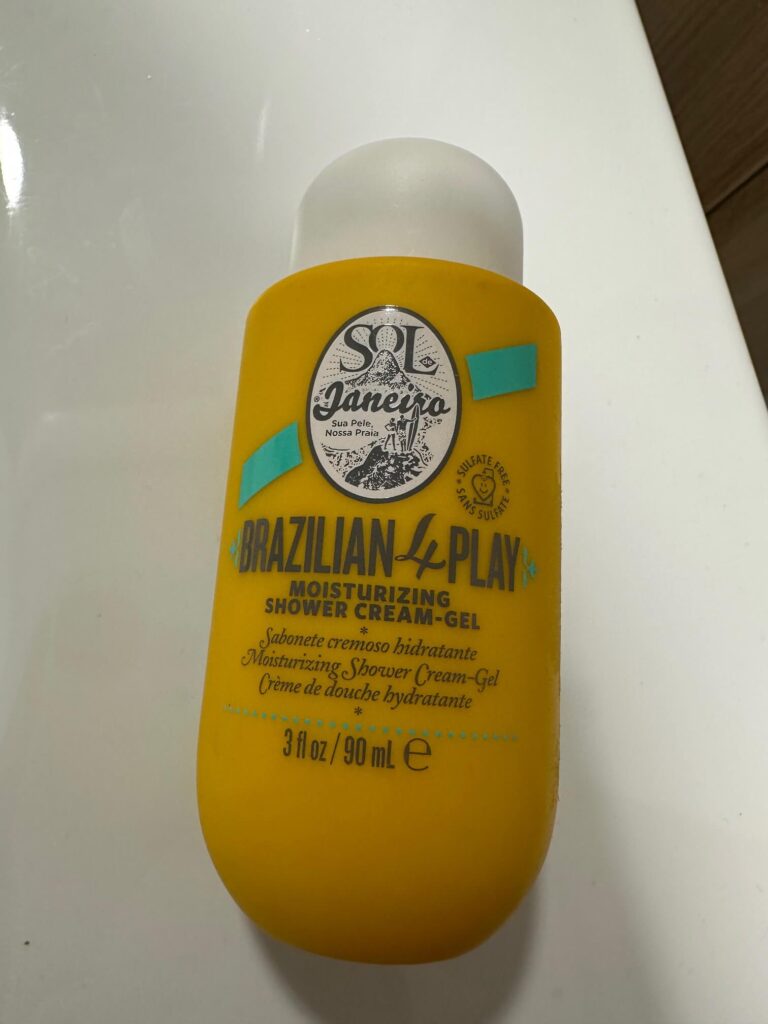 SOL
de
Janeiro
Sua Pele,
Nossa Praia
SULFATE FREE
SANS SULFATE
BRAZILIAN 4 PLAY
MOISTURIZING
SHOWER CREAM-GEL
*
Sabonete cremoso hidratante
Moisturizing Shower Cream-Gel
Crème de douche hydratante
*
3 fl oz / 90 mL ℮